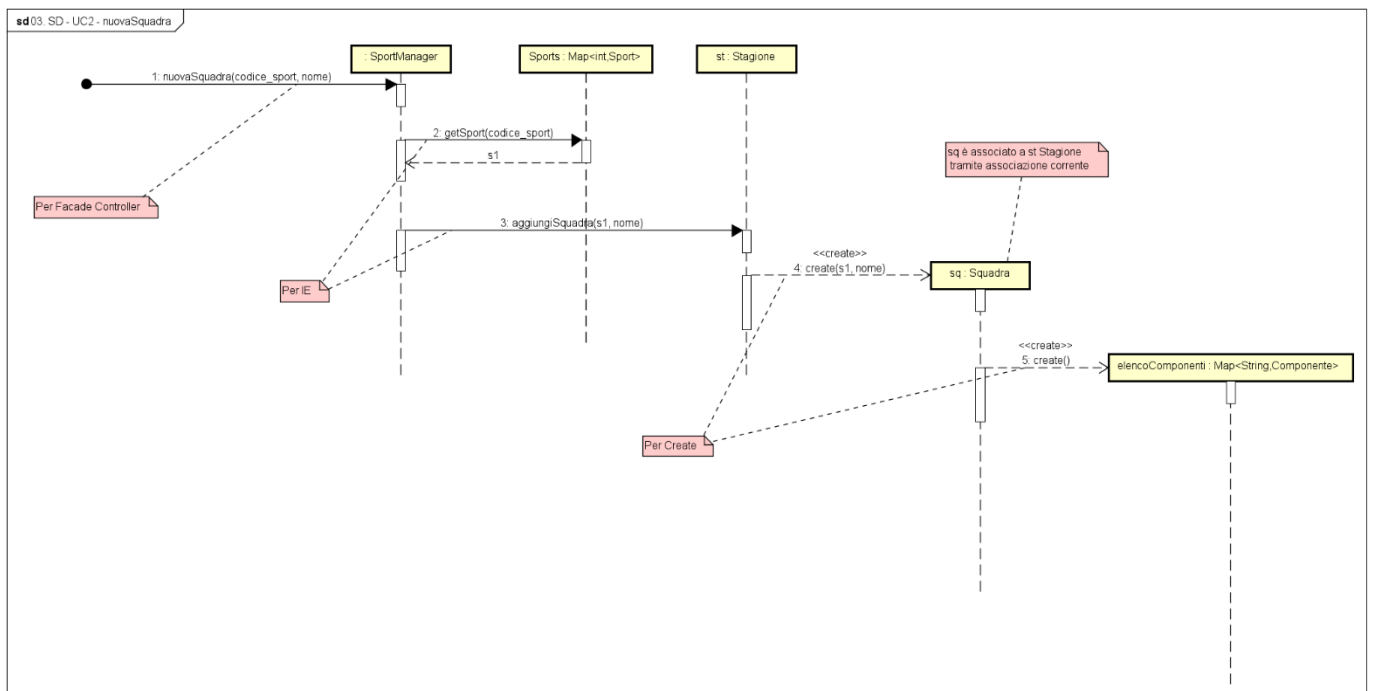 sd 03. SD - UC2 - nuovaSquadra
: SportManager
Sports : Map<int,Sport>
st : Stagione
1: nuovaSquadra(codice_sport, nome)
2: getSport(codice_sport)
s1
sq è associato a st Stagione
tramite associazione corrente
Per Facade Controller
3: aggiungiSquadra(s1, nome)
<<create>>
4: create(s1, nome)
sq : Squadra
Per IE
<<create>>
5: create()
elencoComponenti : Map<String,Componente>
Per Create